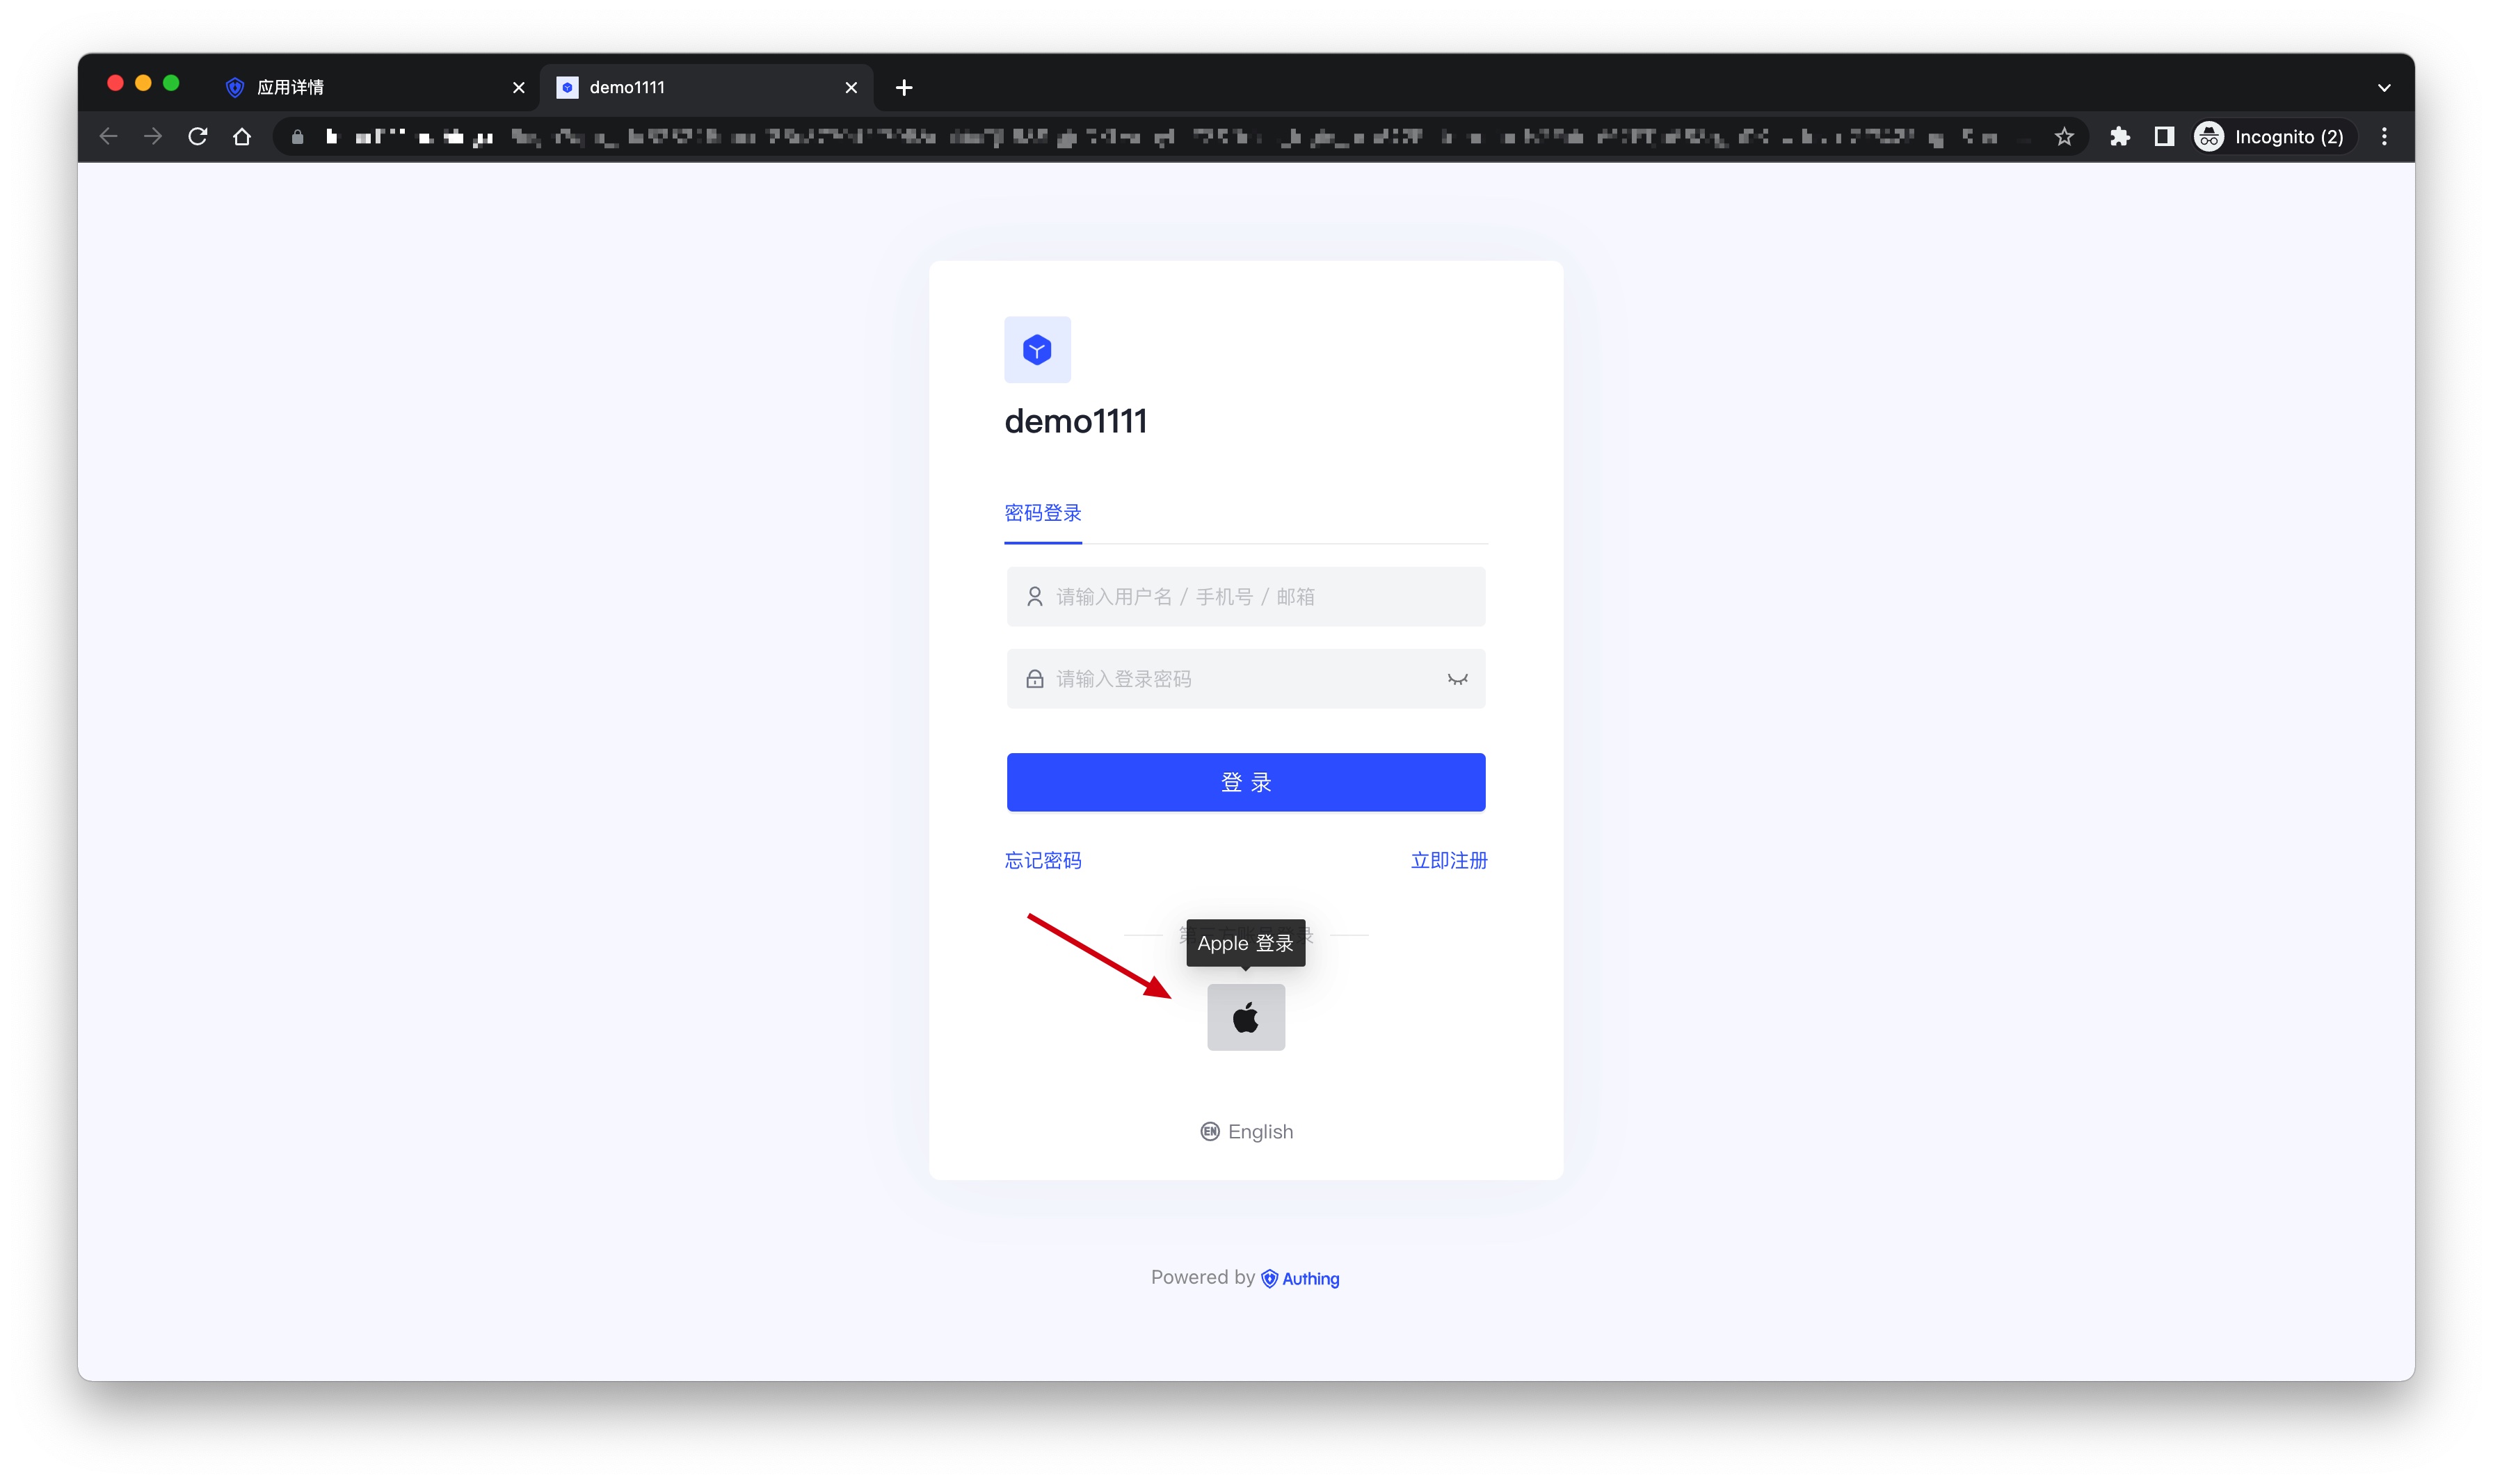 应用详情
demo1111
Incognito (2)
demo1111
密码登录
请输入用户名 / 手机号 / 邮箱
请输入登录密码
登 录
忘记密码
立即注册
Apple 登录
EN English
Powered by Authing